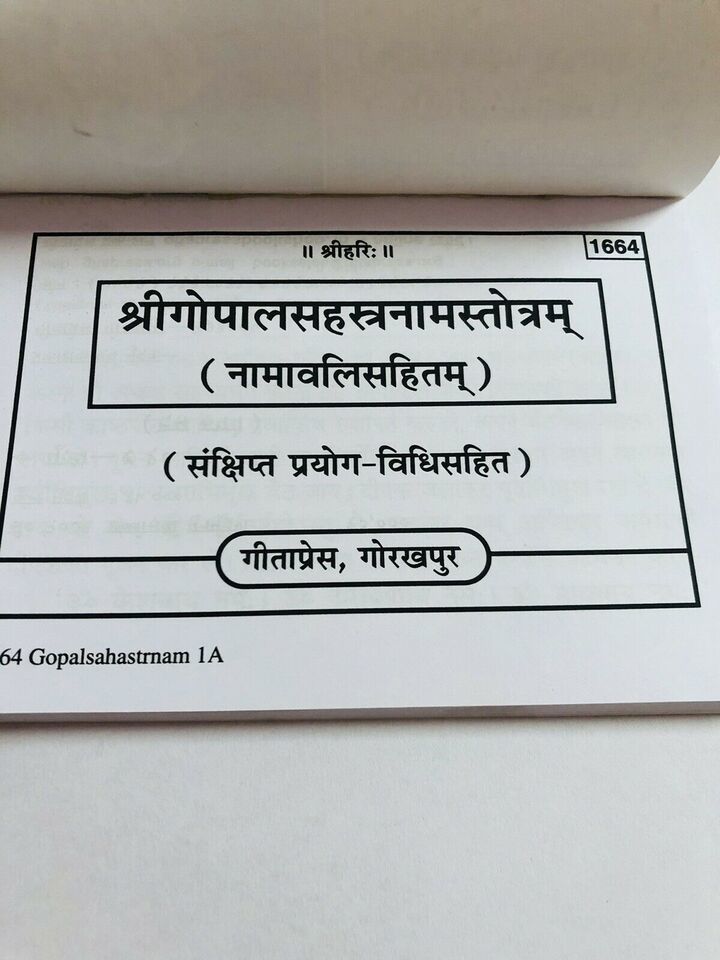 ॥ श्रीहरिः ॥
1664
श्रीगोपालसहस्त्रनामस्तोत्रम्
( नामावलिसहितम् )
( संक्षिप्त प्रयोग-विधिसहित )
गीताप्रेस, गोरखपुर
64 Gopalsahastrnam 1A